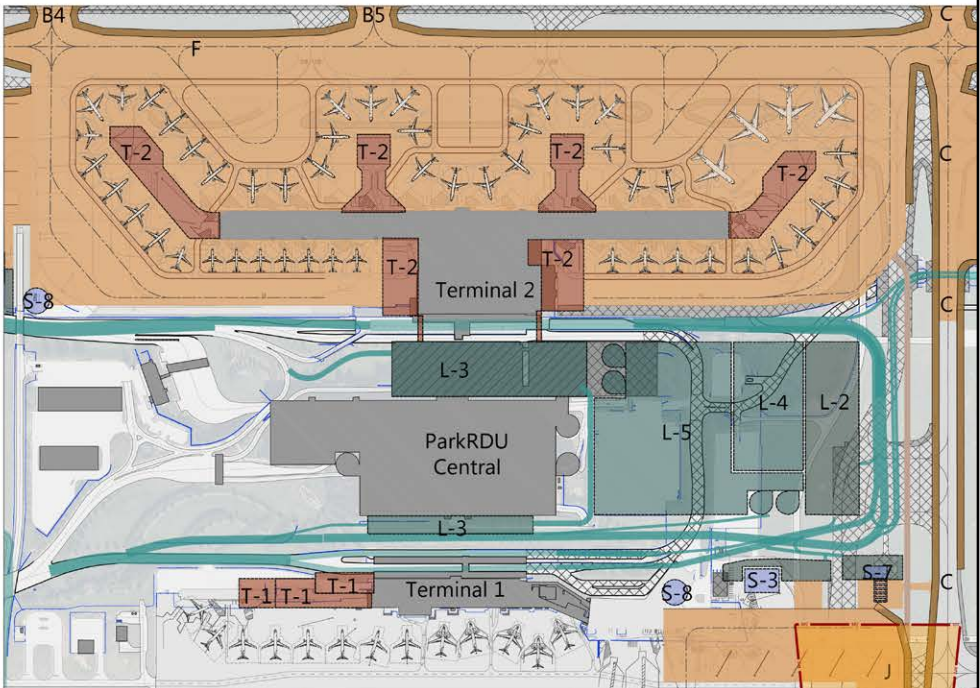 B4
B5
C
F
T-2
T-2
T-2
T-2
C
T-2
T-2
Terminal 2
S-8
C
L-3
L-4
L-2
L-5
ParkRDU
Central
L-3
S-3
S-7
T-1
T-1
T-1
Terminal 1
S-8
C
J